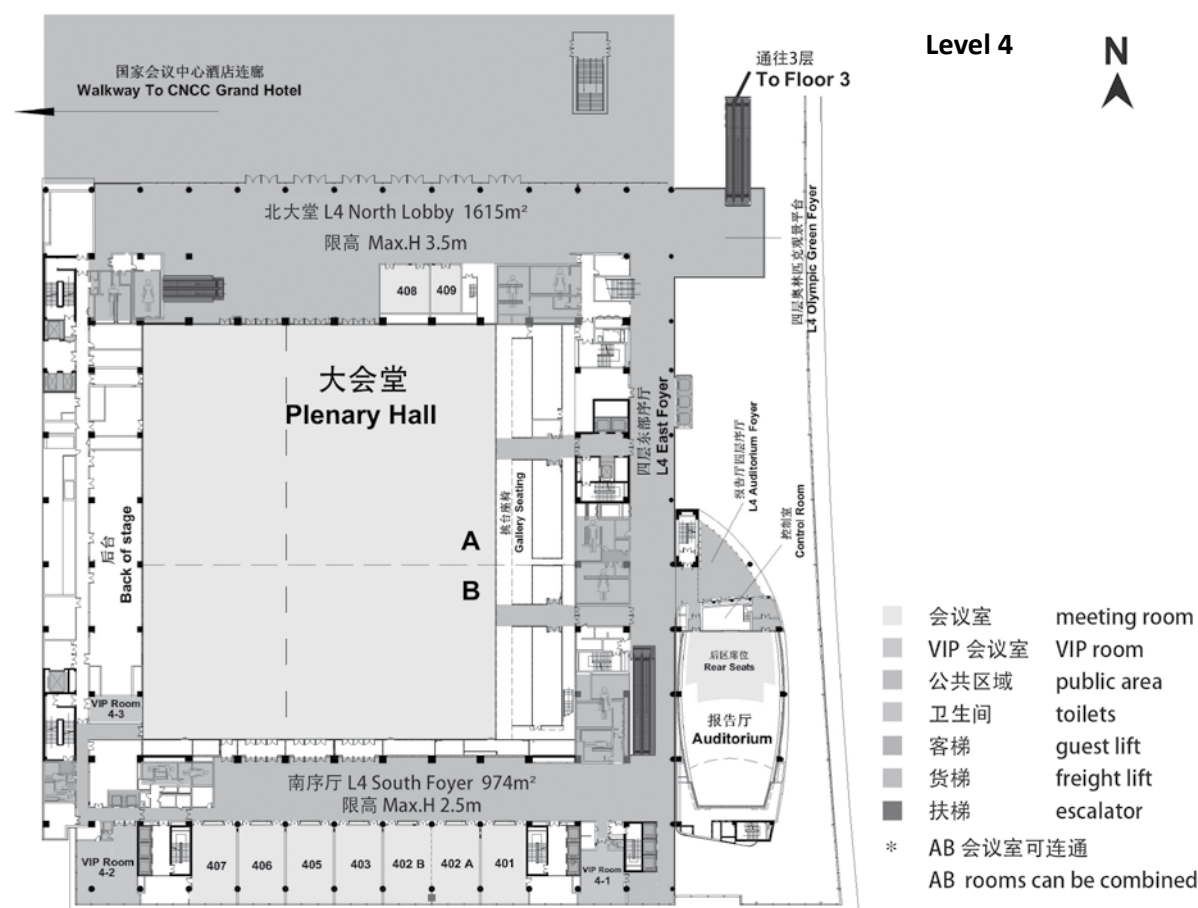 Level 4
N
通往3层
To Floor 3
国家会议中心酒店连廊
Walkway To CNCC Grand Hotel
北大堂 L4 North Lobby 1615m²
限高 Max.H 3.5m
四层奥林匹克观景平台
L4 Olympic Green Foyer
408
409
大会堂
Plenary Hall
四层东部序厅
L4 East Foyer
报告厅四层序厅
L4 Auditorium Foyer
挑台座椅
Gallery Seating
控制室
Control Room
后台
Back of stage
A
B
后区席位
Rear Seats
报告厅
Auditorium
VIP Room
4-3
南序厅 L4 South Foyer 974m²
限高 Max.H 2.5m
VIP Room
4-2
407
406
405
403
402 B
402 A
401
VIP Room
4-1
会议室 meeting room
VIP 会议室 VIP room
公共区域 public area
卫生间 toilets
客梯 guest lift
货梯 freight lift
扶梯 escalator
* AB 会议室可连通
AB rooms can be combined